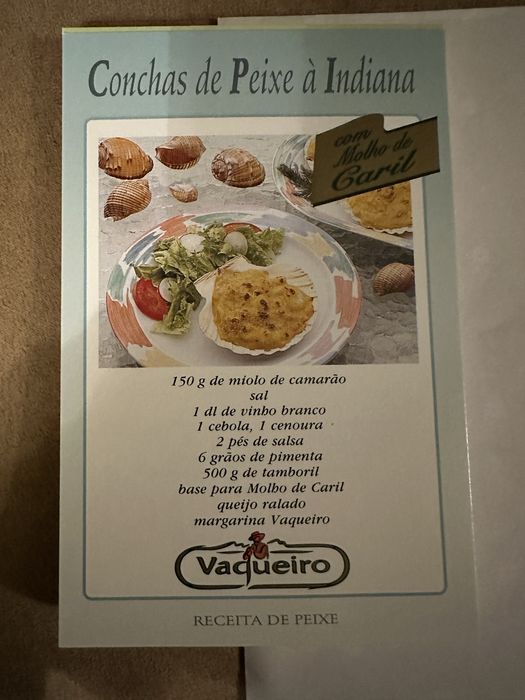 Conchas de Peixe à Indiana
com
Molho de
Caril
150 g de miolo de camarão
sal
1 dl de vinho branco
1 cebola, 1 cenoura
2 pés de salsa
6 grãos de pimenta
500 g de tamboril
base para Molho de Caril
queijo ralado
margarina Vaqueiro
Vaqueiro
RECEITA DE PEIXE